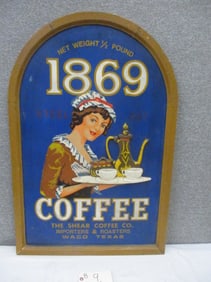 NET WEIGHT ½ POUND
1869
COFFEE
THE SHEAR COFFEE CO.
IMPORTERS & ROASTERS
WACO TEXAS